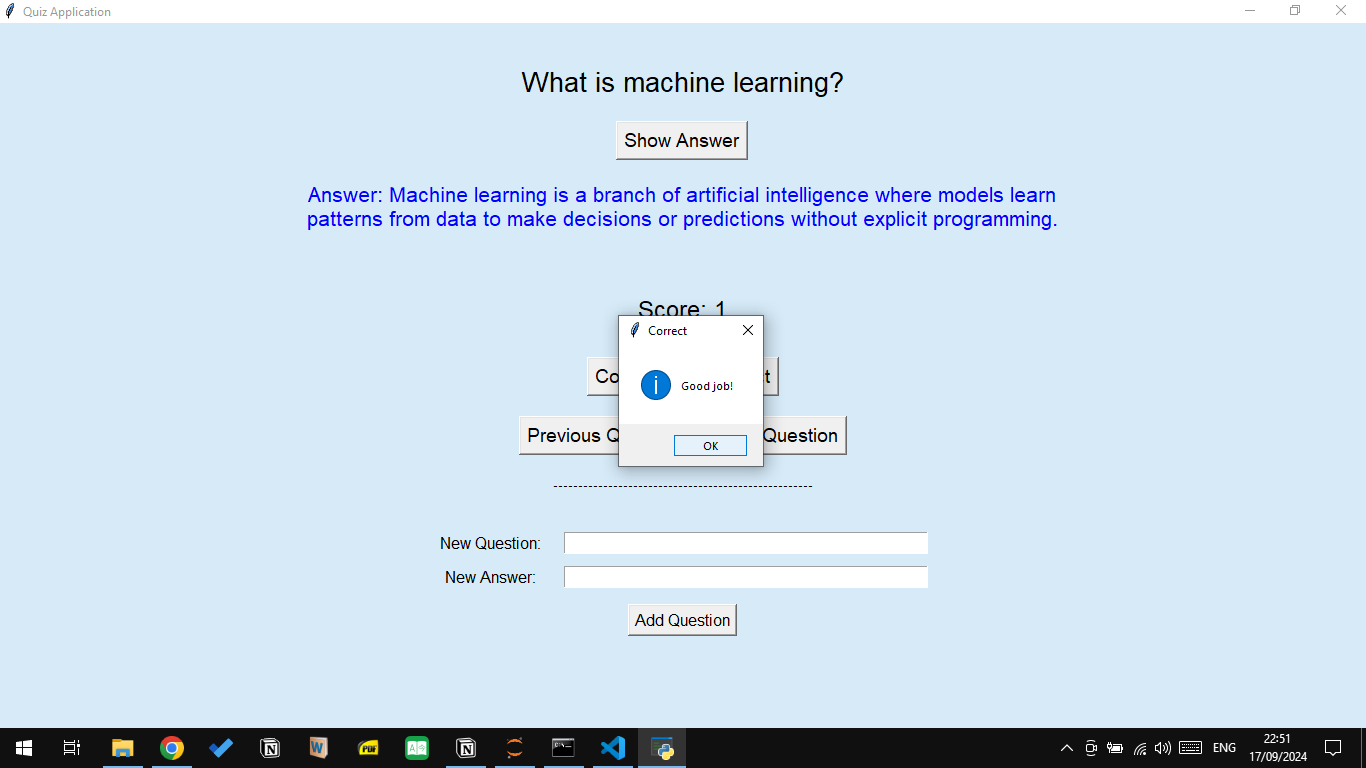 Quiz Application
What is machine learning?
Show Answer
Answer: Machine learning is a branch of artificial intelligence where models learn
patterns from data to make decisions or predictions without explicit programming.
Score: 1
Correct
Good job!
Co t
OK
Previous Q Question
----------------------------------------------------
New Question:
New Answer:
Add Question
W PDF
ENG
22:51
17/09/2024